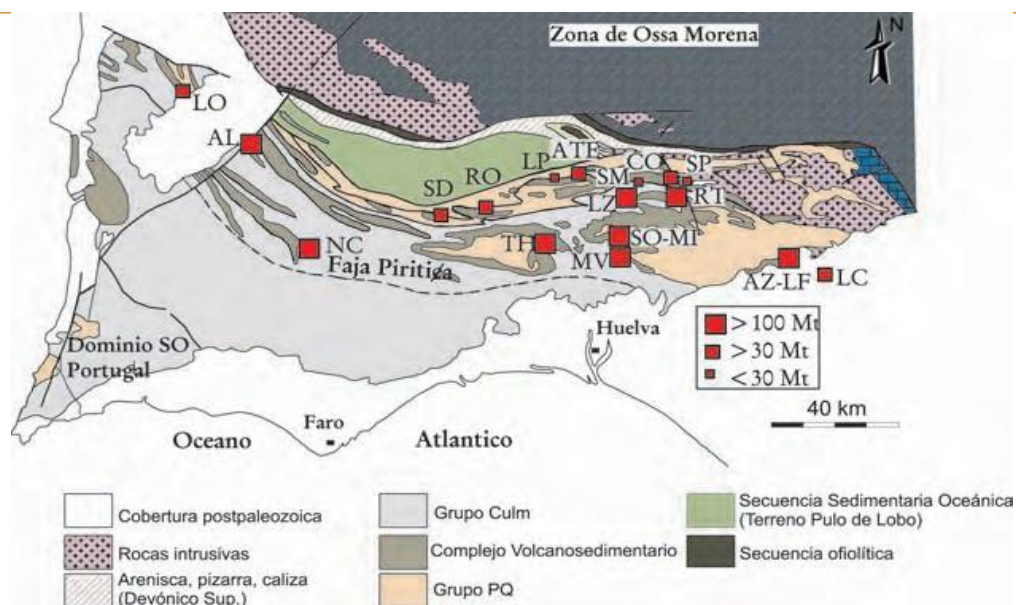 Zona de Ossa Morena
N
LO
AL
ATE
CO
SP
LP
SM
RO
SD
LZ
RT
NC
TH
SO-MI
MV
AZ-LF
LC
Faja Piritica
> 100 Mt
> 30 Mt
< 30 Mt
Huelva
Dominio SO
Portugal
40 km
Faro
Oceano
Atlantico
Cobertura postpaleozoica
Rocas intrusivas
Arenisca, pizarra, caliza
(Devónico Sup.)
Grupo Culm
Complejo Volcanosedimentario
Grupo PQ
Secuencia Sedimentaria Oceánica
(Terreno Pulo de Lobo)
Secuencia ofiolítica